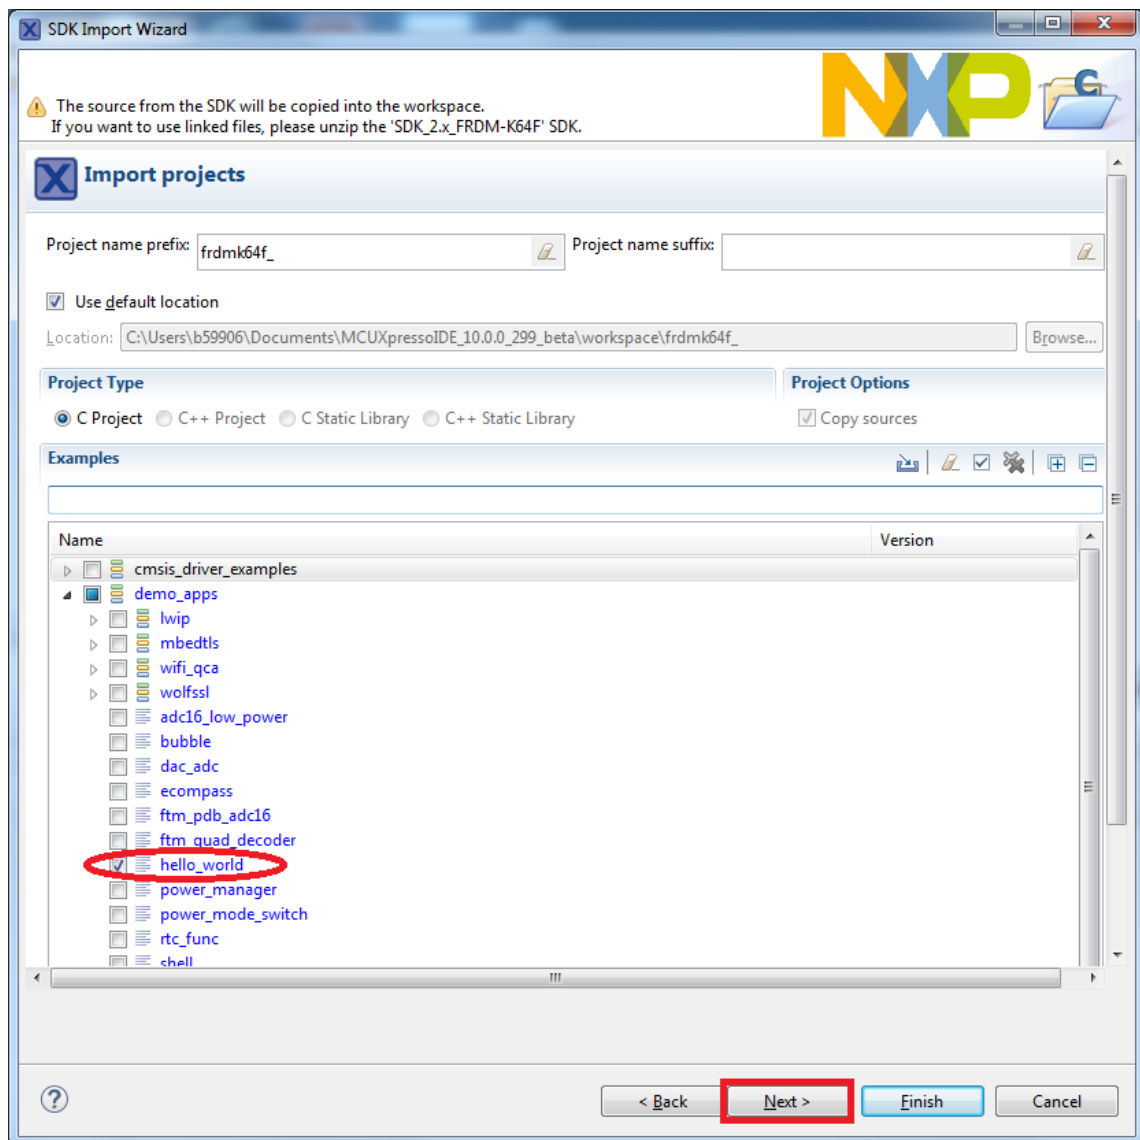 SDK Import Wizard
The source from the SDK will be copied into the workspace.
If you want to use linked files, please unzip the 'SDK_2.x_FRDM-K64F' SDK.
NXP
C
X Import projects
Project name prefix: frdmk64f_ Project name suffix:
Use default location
Location: C:\Users\b59906\Documents\MCUXpressoIDE_10.0.0_299_beta\workspace\frdmk64f_ Browse...
Project Type Project Options
C Project C++ Project C Static Library C++ Static Library Copy sources
Examples
Name Version
cmsis_driver_examples
demo_apps
lwip
mbedtls
wifi_qca
wolfssl
adc16_low_power
bubble
dac_adc
ecompass
ftm_pdb_adc16
ftm_quad_decoder
hello_world
power_manager
power_mode_switch
rtc_func
shell
? < Back Next > Finish Cancel